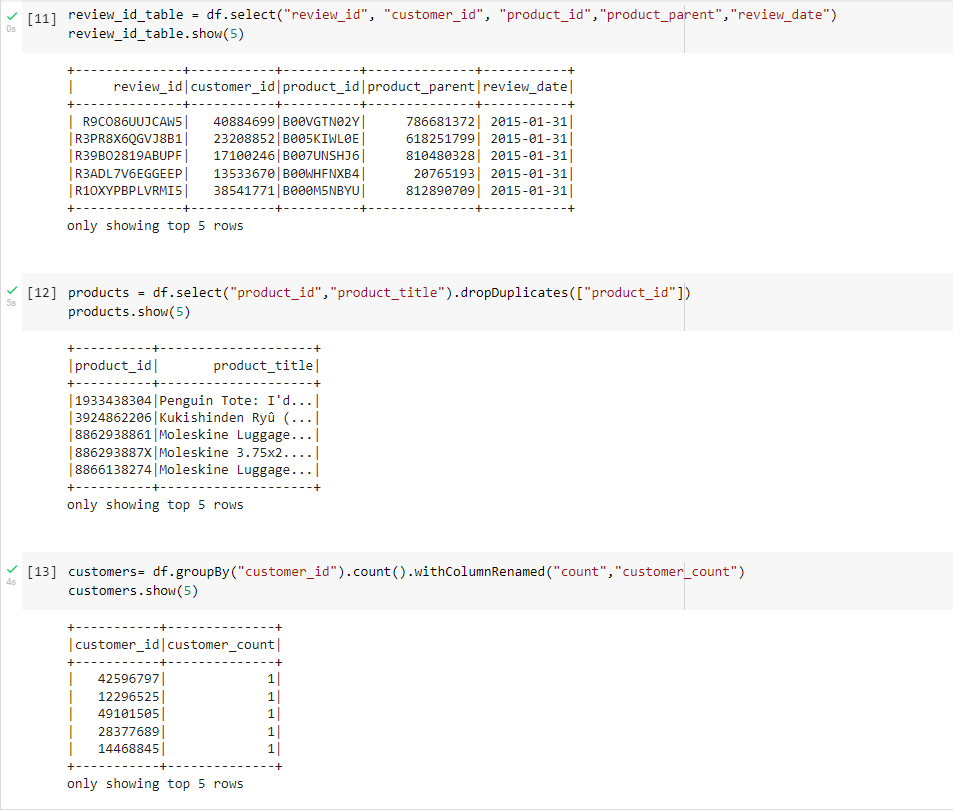 [11] review_id_table = df.select("review_id", "customer_id", "product_id","product_parent","review_date")
0s review_id_table.show(5)
+--------------+-----------+----------+--------------+-----------+
|     review_id|customer_id|product_id|product_parent|review_date|
+--------------+-----------+----------+--------------+-----------+
| R9CO86UUJCAW5|   40884699|B00VGTN02Y|     786681372| 2015-01-31|
|R3PR8X6QGVJ8B1|   23208852|B005KIWL0E|     618251799| 2015-01-31|
|R39BO2819ABUPF|   17100246|B007UNSHJ6|     810480328| 2015-01-31|
|R3ADL7V6EGGEEP|   13533670|B00WHFNXB4|      20765193| 2015-01-31|
|R1OXYPBPLVRMI5|   38541771|B000M5NBYU|     812890709| 2015-01-31|
+--------------+-----------+----------+--------------+-----------+
only showing top 5 rows
[12] products = df.select("product_id","product_title").dropDuplicates(["product_id"])
5s products.show(5)
+----------+--------------------+
|product_id|       product_title|
+----------+--------------------+
|1933438304|Penguin Tote: I'd...|
|3924862206|Kukishinden Ryû (...|
|8862938861|Moleskine Luggage...|
|886293887X|Moleskine 3.75x2....|
|8866138274|Moleskine Luggage...|
+----------+--------------------+
only showing top 5 rows
[13] customers= df.groupBy("customer_id").count().withColumnRenamed("count","customer_count")
4s customers.show(5)
+-----------+--------------+
|customer_id|customer_count|
+-----------+--------------+
|   42596797|             1|
|   12296525|             1|
|   49101505|             1|
|   28377689|             1|
|   14468845|             1|
+-----------+--------------+
only showing top 5 rows